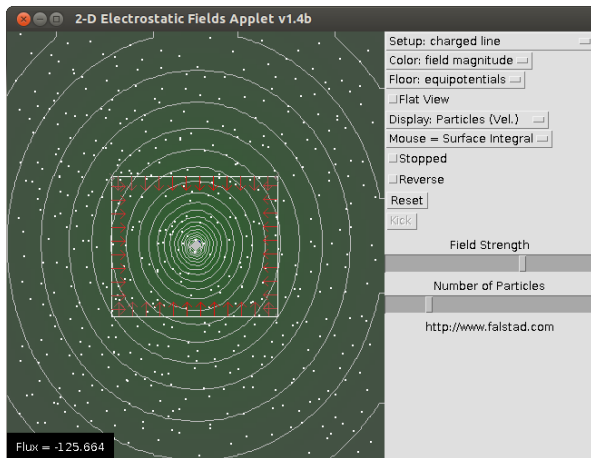 2-D Electrostatic Fields Applet v1.4b
Setup: charged line
Color: field magnitude
Floor: equipotentials
Flat View
Display: Particles (Vel.)
Mouse = Surface Integral
Stopped
Reverse
Reset
Kick
Field Strength
Number of Particles
http://www.falstad.com
Flux = -125.664